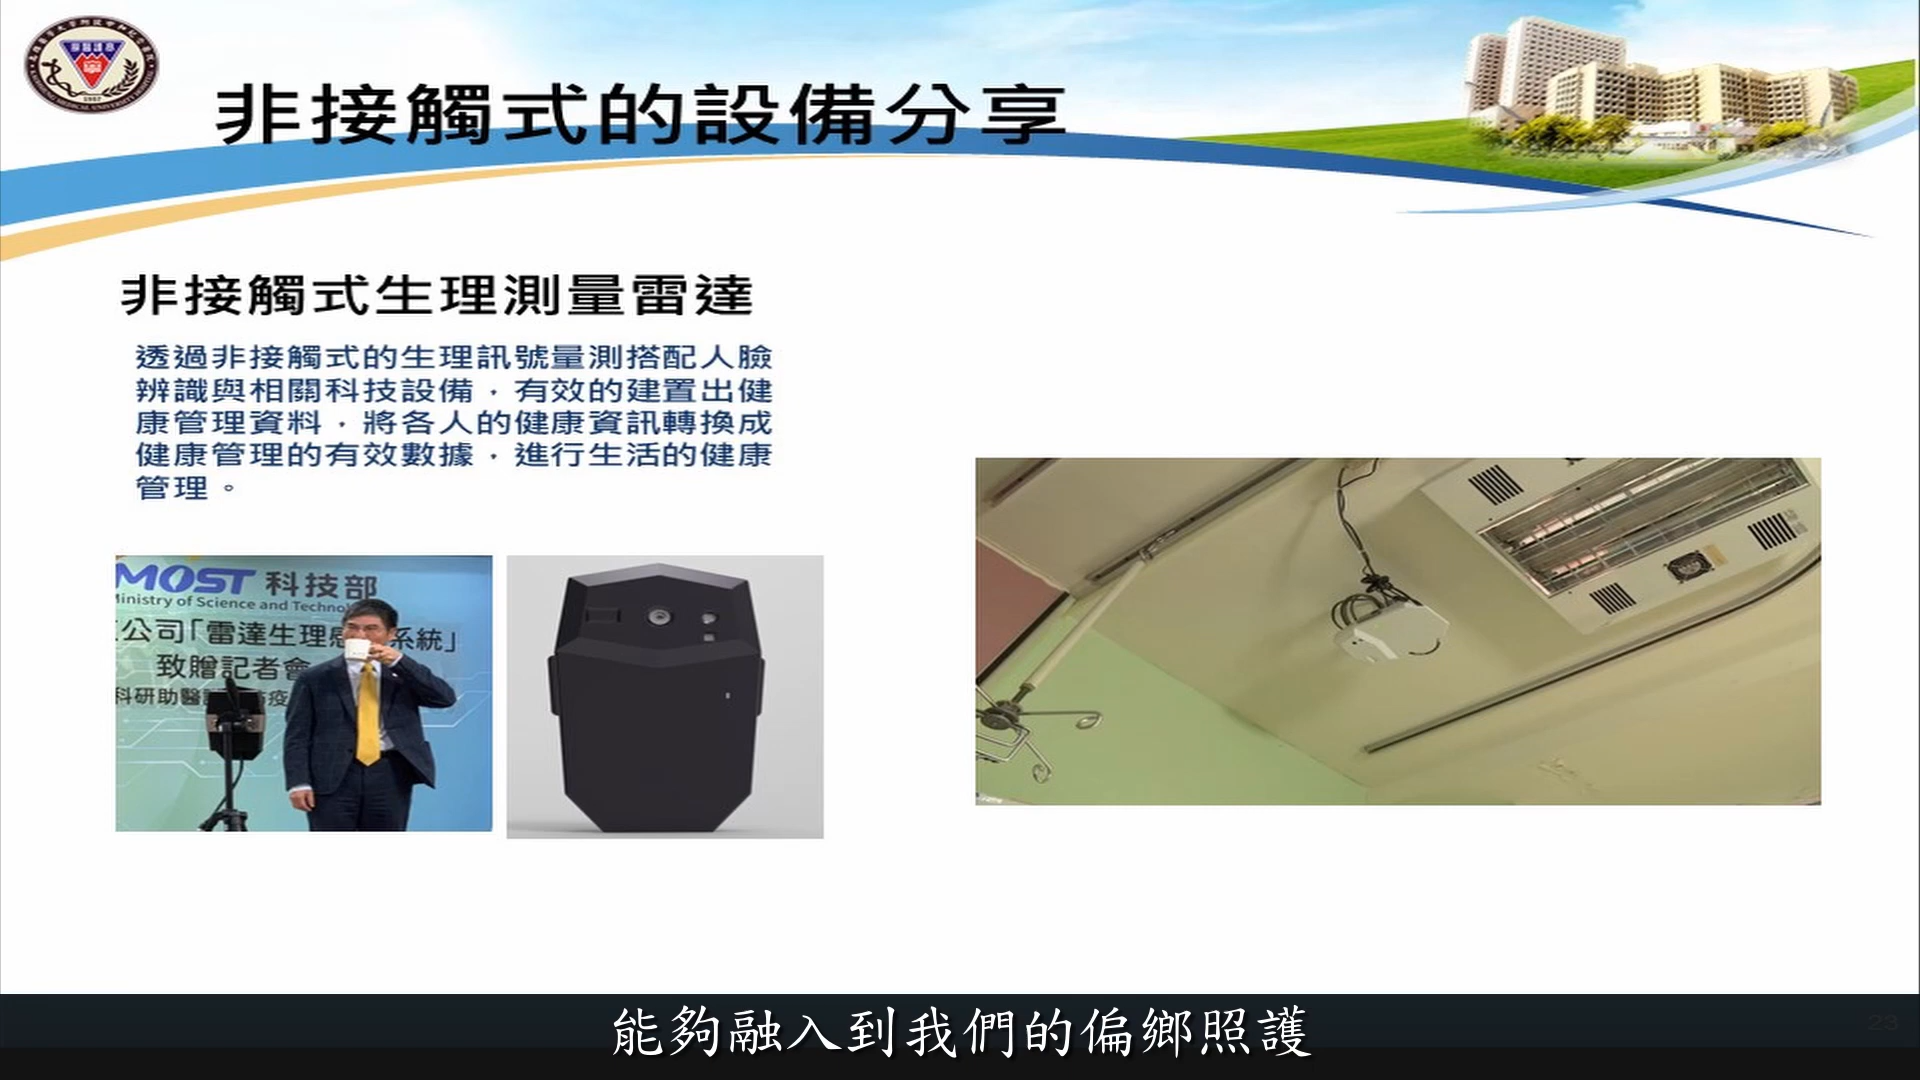 非接觸式的設備分享
非接觸式生理測量雷達
透過非接觸式的生理訊號量測搭配人臉
辨識與相關科技設備，有效的建置出健
康管理資料，將各人的健康資訊轉換成
健康管理的有效數據，進行生活的健康
管理。
MOST 科技部
Ministry of Science and Technol
公司「雷達生理感 系統」
致贈記者會
科研助醫
疫
能夠融入到我們的偏鄉照護
23